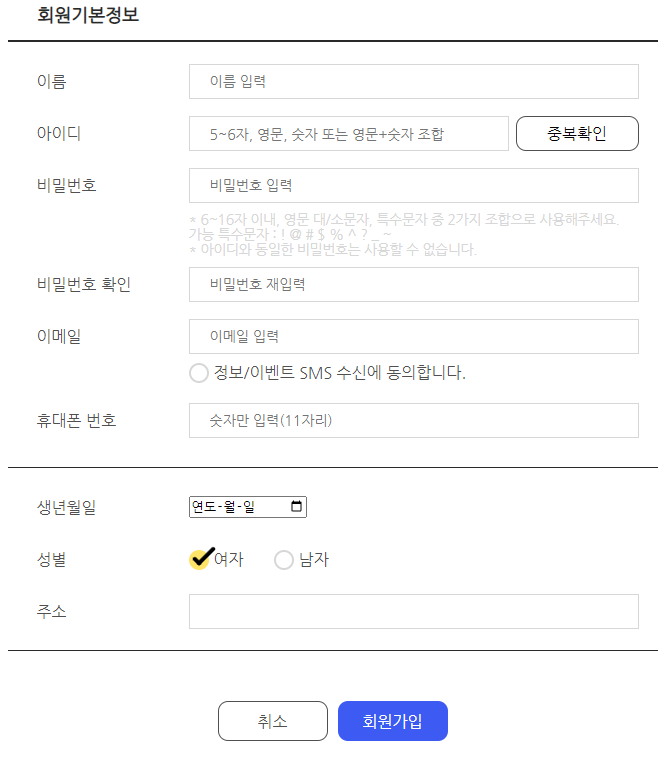 회원기본정보
이름 이름 입력
아이디 5~6자, 영문, 숫자 또는 영문+숫자 조합 중복확인
비밀번호 비밀번호 입력
* 6~16자 이내, 영문 대/소문자, 특수문자 중 2가지 조합으로 사용해주세요.
가능 특수문자 : ! @ # $ % ^ ? _ ~
* 아이디와 동일한 비밀번호는 사용할 수 없습니다.
비밀번호 확인 비밀번호 재입력
이메일 이메일 입력
정보/이벤트 SMS 수신에 동의합니다.
휴대폰 번호 숫자만 입력(11자리)
생년월일 연도-월-일
성별 여자 남자
주소
취소 회원가입